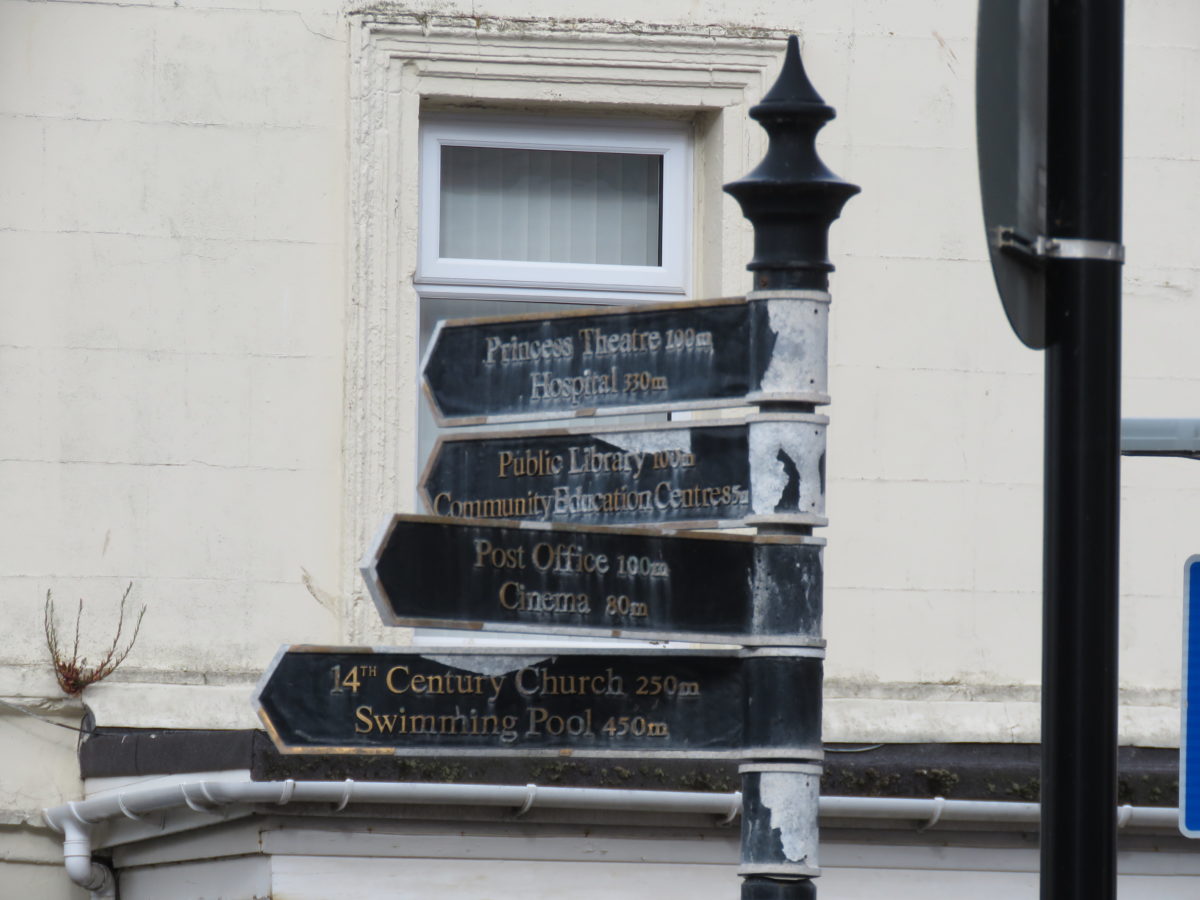 Princess Theatre 100m
Hospital 330m
Public Library 100m
Community Education Centre 85m
Post Office 100m
Cinema 80m
14TH Century Church 250m
Swimming Pool 450m